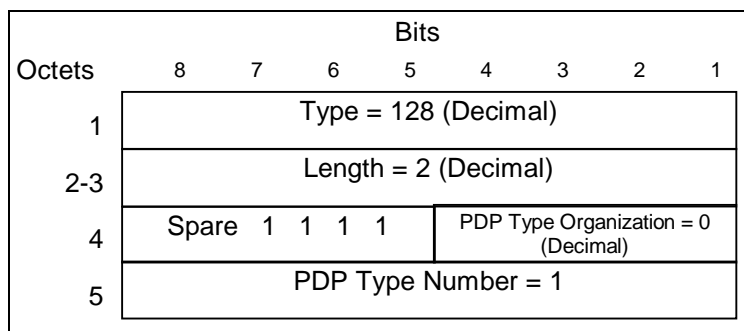 Bits
Octets 8 7 6 5 4 3 2 1
1 Type = 128 (Decimal)
2-3 Length = 2 (Decimal)
4 Spare 1 1 1 1 PDP Type Organization = 0
(Decimal)
5 PDP Type Number = 1